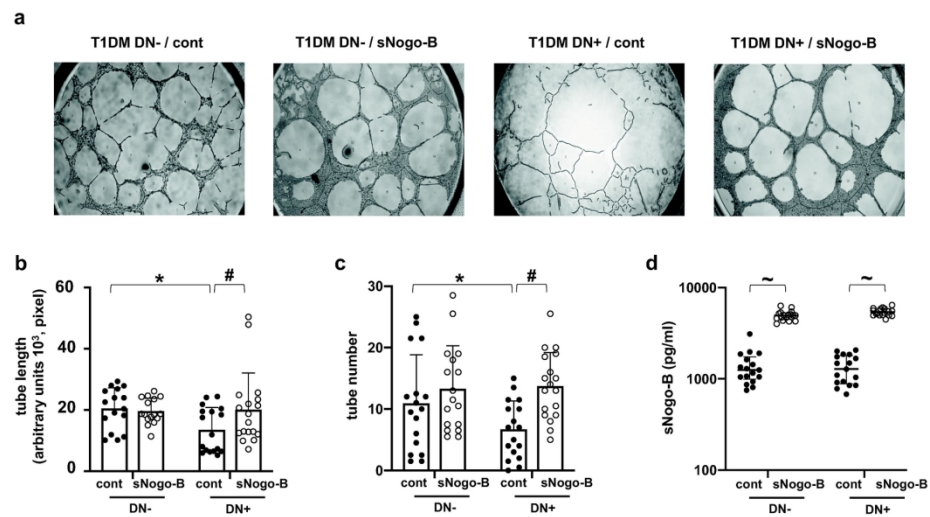 a
T1DM DN- / cont
T1DM DN- / sNogo-B
T1DM DN+ / cont
T1DM DN+ / sNogo-B
b
tube length
(arbitrary units 10³, pixel)
60
40
20
0
*
#
cont sNogo-B cont sNogo-B
DN- DN+
c
tube number
30
20
10
0
*
#
cont sNogo-B cont sNogo-B
DN- DN+
d
sNogo-B (pg/ml)
10000
1000
100
~
~
cont sNogo-B cont sNogo-B
DN- DN+